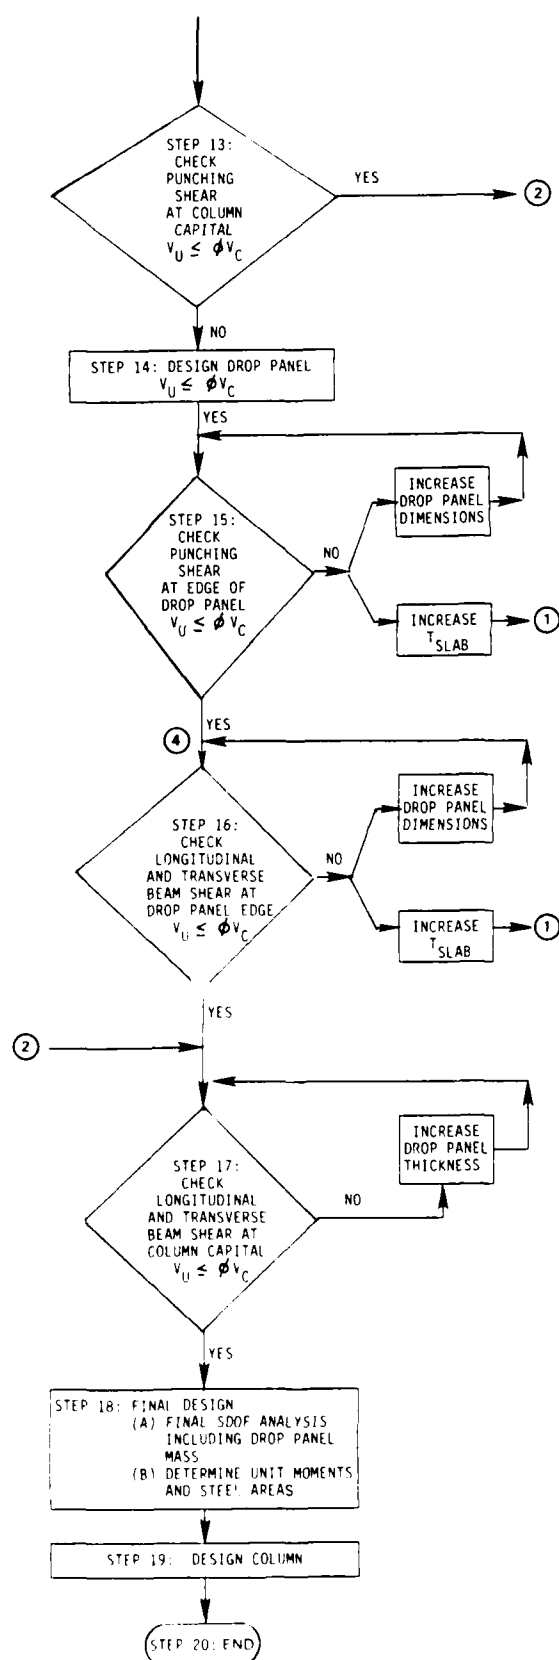 STEP 13:
CHECK
PUNCHING
SHEAR
AT COLUMN
CAPITAL
V_U ≤ ϕV_C
YES
2
NO
STEP 14: DESIGN DROP PANEL
V_U ≤ ϕV_C
YES
INCREASE
DROP PANEL
DIMENSIONS
STEP 15:
CHECK
PUNCHING
SHEAR
AT EDGE OF
DROP PANEL
V_U ≤ ϕV_C
NO
INCREASE
T_SLAB
1
YES
4
INCREASE
DROP PANEL
DIMENSIONS
STEP 16:
CHECK
LONGITUDINAL
AND TRANSVERSE
BEAM SHEAR AT
DROP PANEL EDGE
V_U ≤ ϕV_C
NO
INCREASE
T_SLAB
1
YES
2
INCREASE
DROP PANEL
THICKNESS
STEP 17:
CHECK
LONGITUDINAL
AND TRANSVERSE
BEAM SHEAR AT
COLUMN CAPITAL
V_U ≤ ϕV_C
NO
YES
STEP 18: FINAL DESIGN
(A) FINAL SDOF ANALYSIS
INCLUDING DROP PANEL
MASS
(B) DETERMINE UNIT MOMENTS
AND STEEL AREAS
STEP 19: DESIGN COLUMN
STEP 20: END